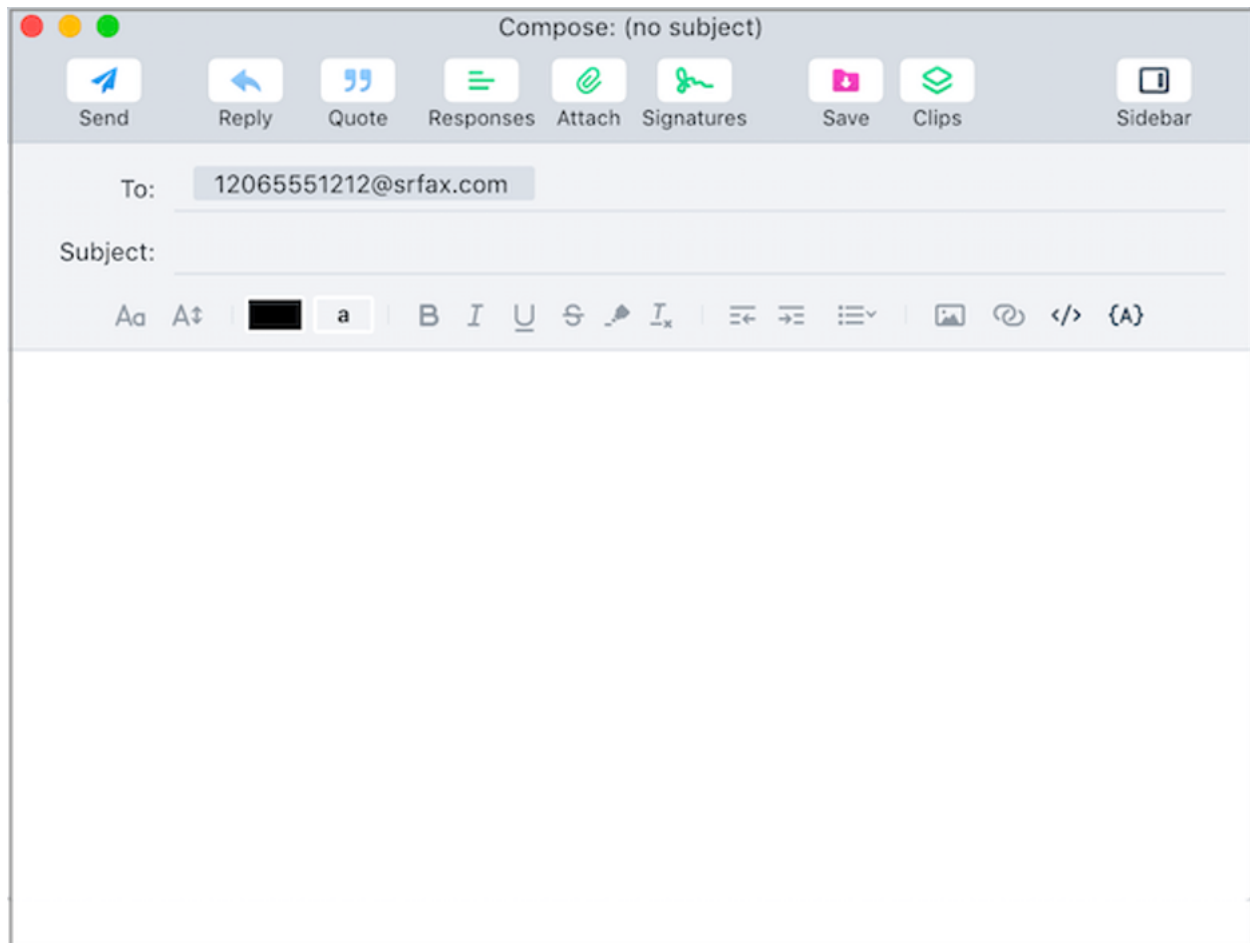 Compose: (no subject)
Send Reply Quote Responses Attach Signatures Save Clips Sidebar
To: 12065551212@srfax.com
Subject:
Aa A a B I U S T </> {A}